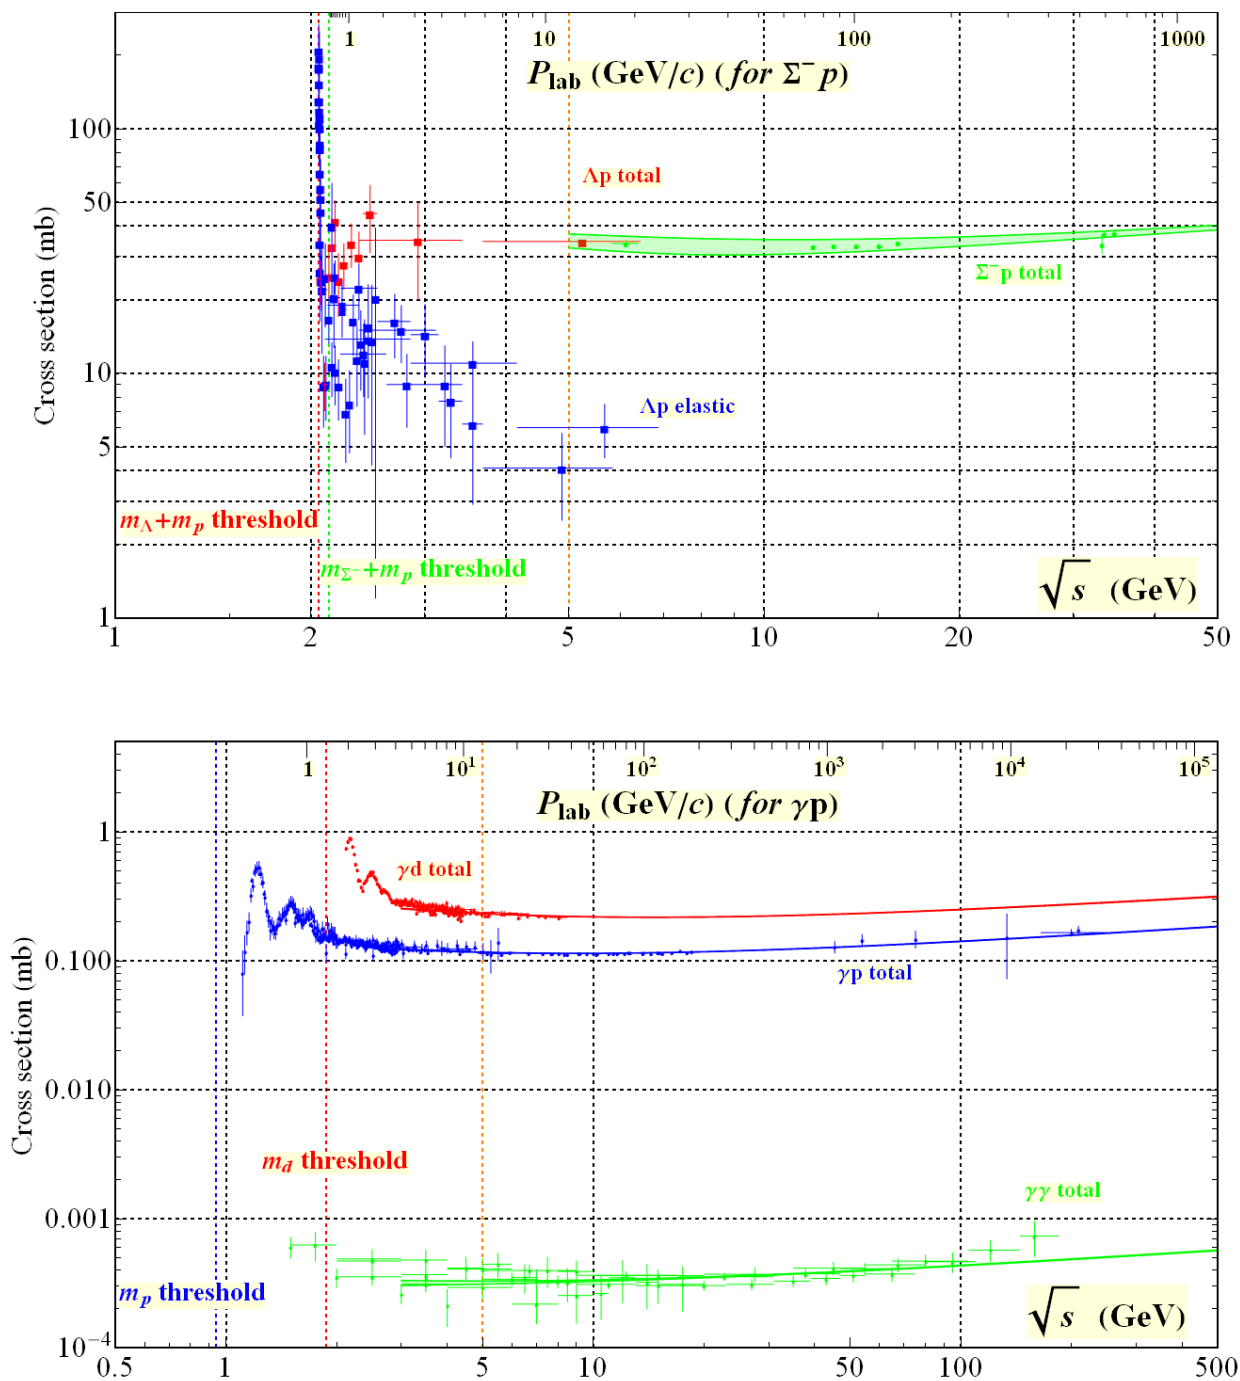 1 10 100 1000
P_lab (GeV/c) (for Σ⁻ p)
100
Λp total
50
Σ⁻p total
20
10
Λp elastic
5
m_Λ+m_p threshold
m_Σ⁻+m_p threshold
√s (GeV)
1
1 2 5 10 20 50
Cross section (mb)
1 10¹ 10² 10³ 10⁴ 10⁵
P_lab (GeV/c) (for γp)
1
γd total
0.100
γp total
0.010
m_d threshold
γγ total
0.001
m_p threshold
√s (GeV)
10⁻⁴
0.5 1 5 10 50 100 500
Cross section (mb)